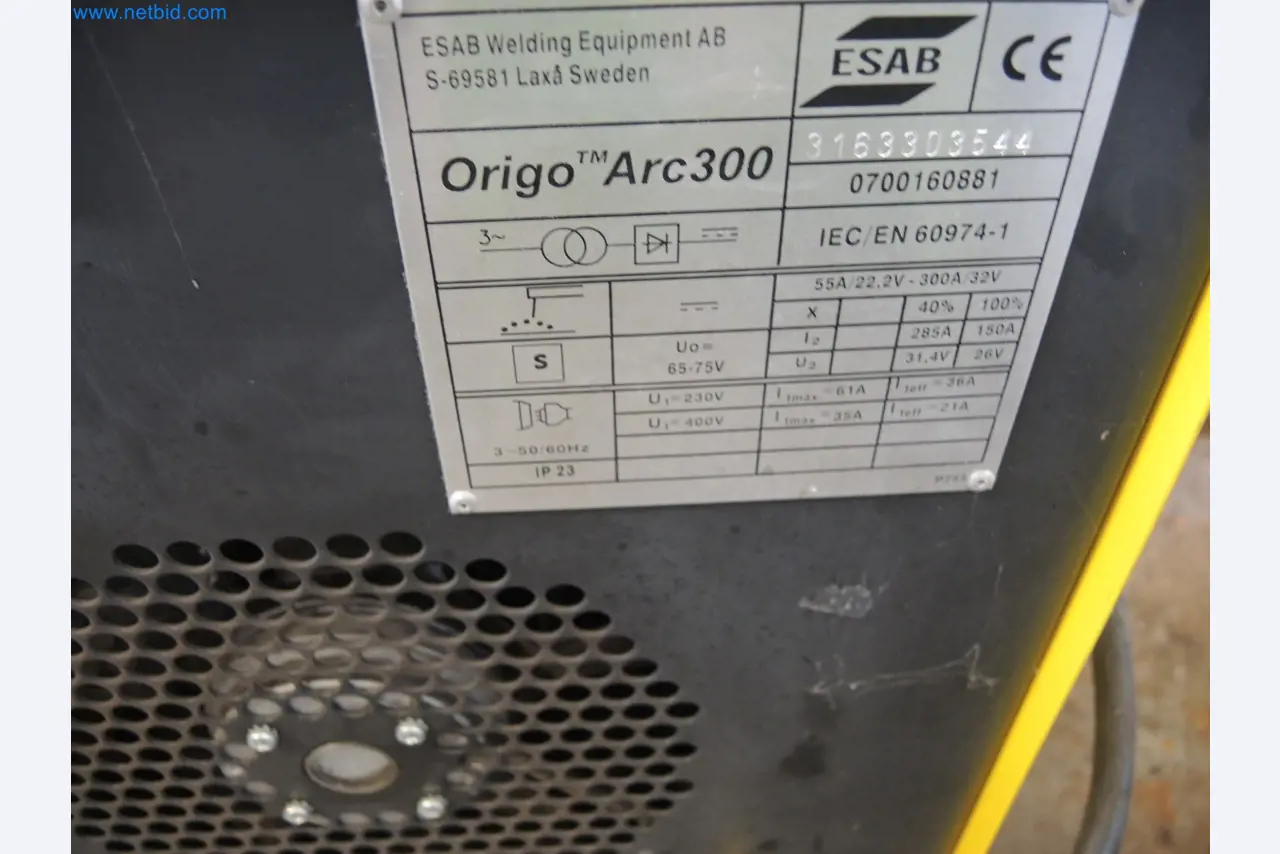 www.netbid.com
ESAB Welding Equipment AB
S-69581 Laxå Sweden
ESAB
CE
Origo™Arc300
3163303544
0700160881
3~
IEC/EN 60974-1
55A/22,2V - 300A/32V
X 40% 100%
I2 285A 150A
U2 31,4V 26V
S
U0=
65-75V
U1=230V I1max=61A I1eff=36A
U1=400V I1max=35A I1eff=21A
3~50/60Hz
IP 23